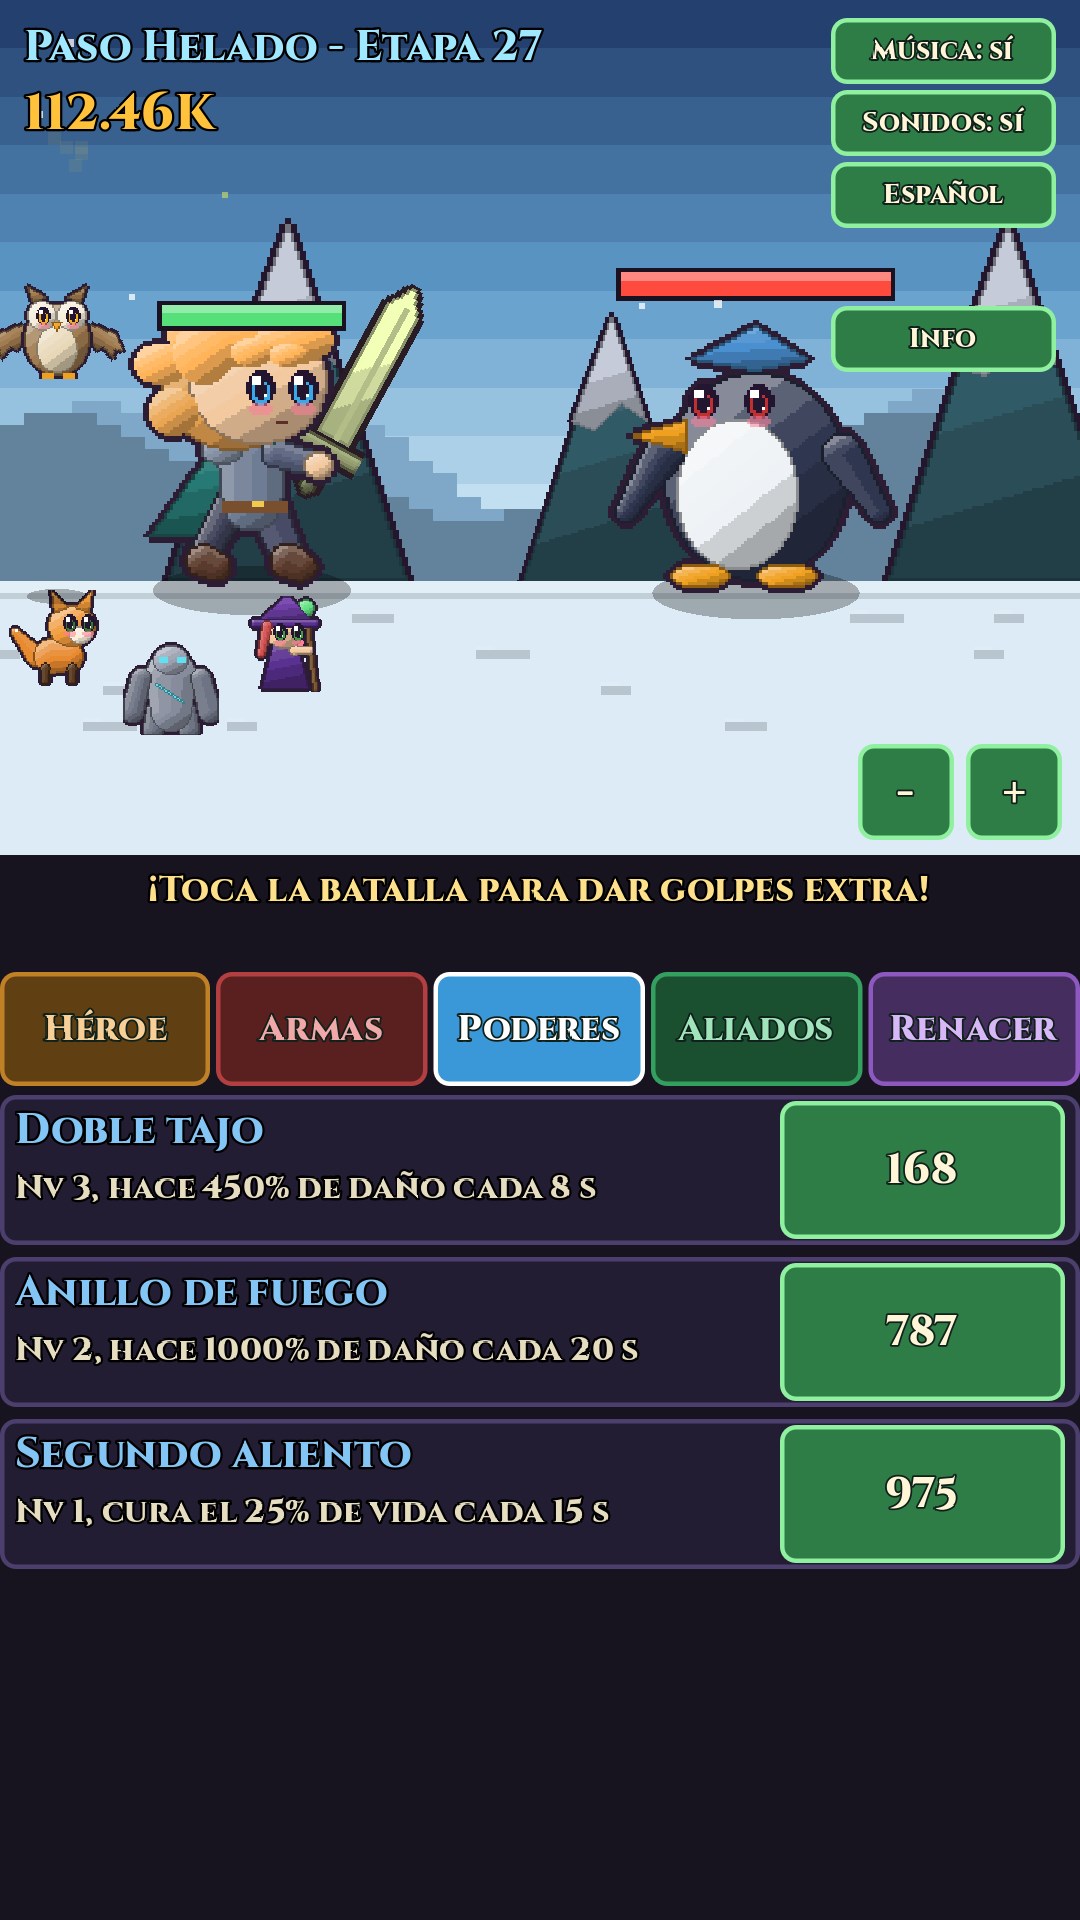 Paso Helado - Etapa 27
112.46K
Música: sí
Sonidos: sí
Español
Info
-
+
¡Toca la batalla para dar golpes extra!
Héroe
Armas
Poderes
Aliados
Renacer
Doble tajo
Nv 3, hace 450% de daño cada 8 s
168
Anillo de fuego
Nv 2, hace 1000% de daño cada 20 s
787
Segundo aliento
Nv 1, cura el 25% de vida cada 15 s
975